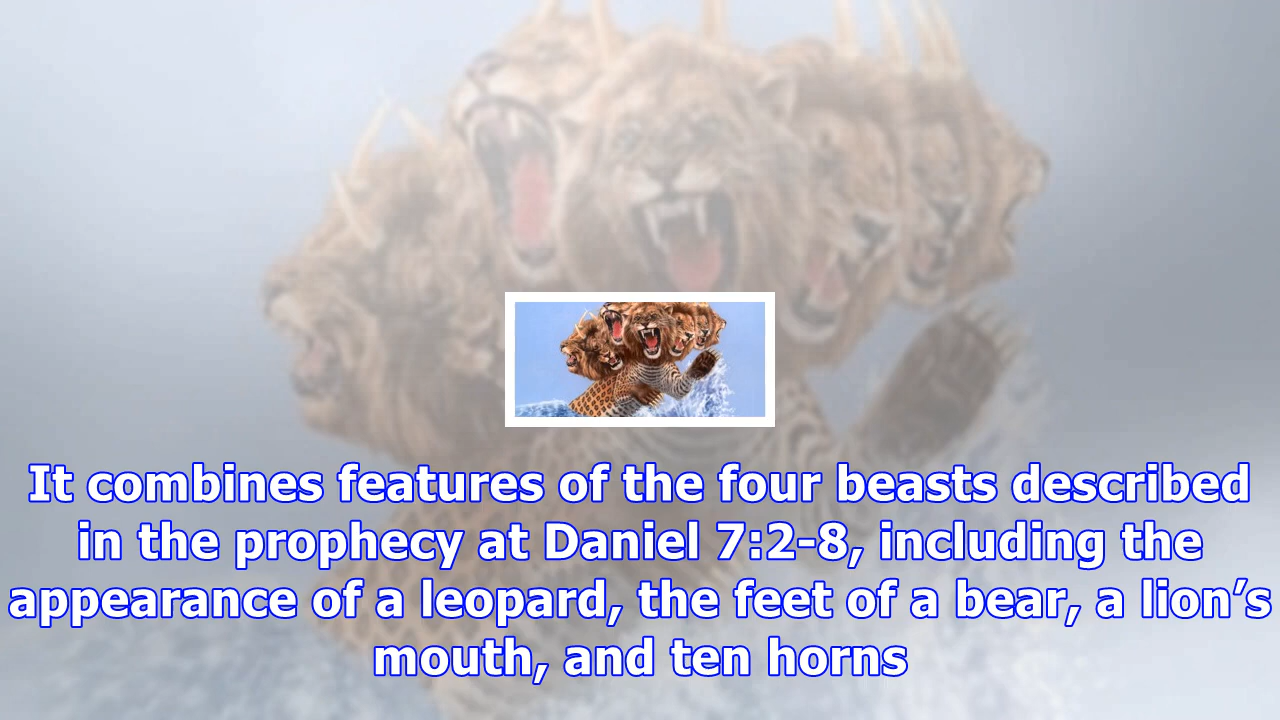 It combines features of the four beasts described
in the prophecy at Daniel 7:2-8, including the
appearance of a leopard, the feet of a bear, a lion’s
mouth, and ten horns